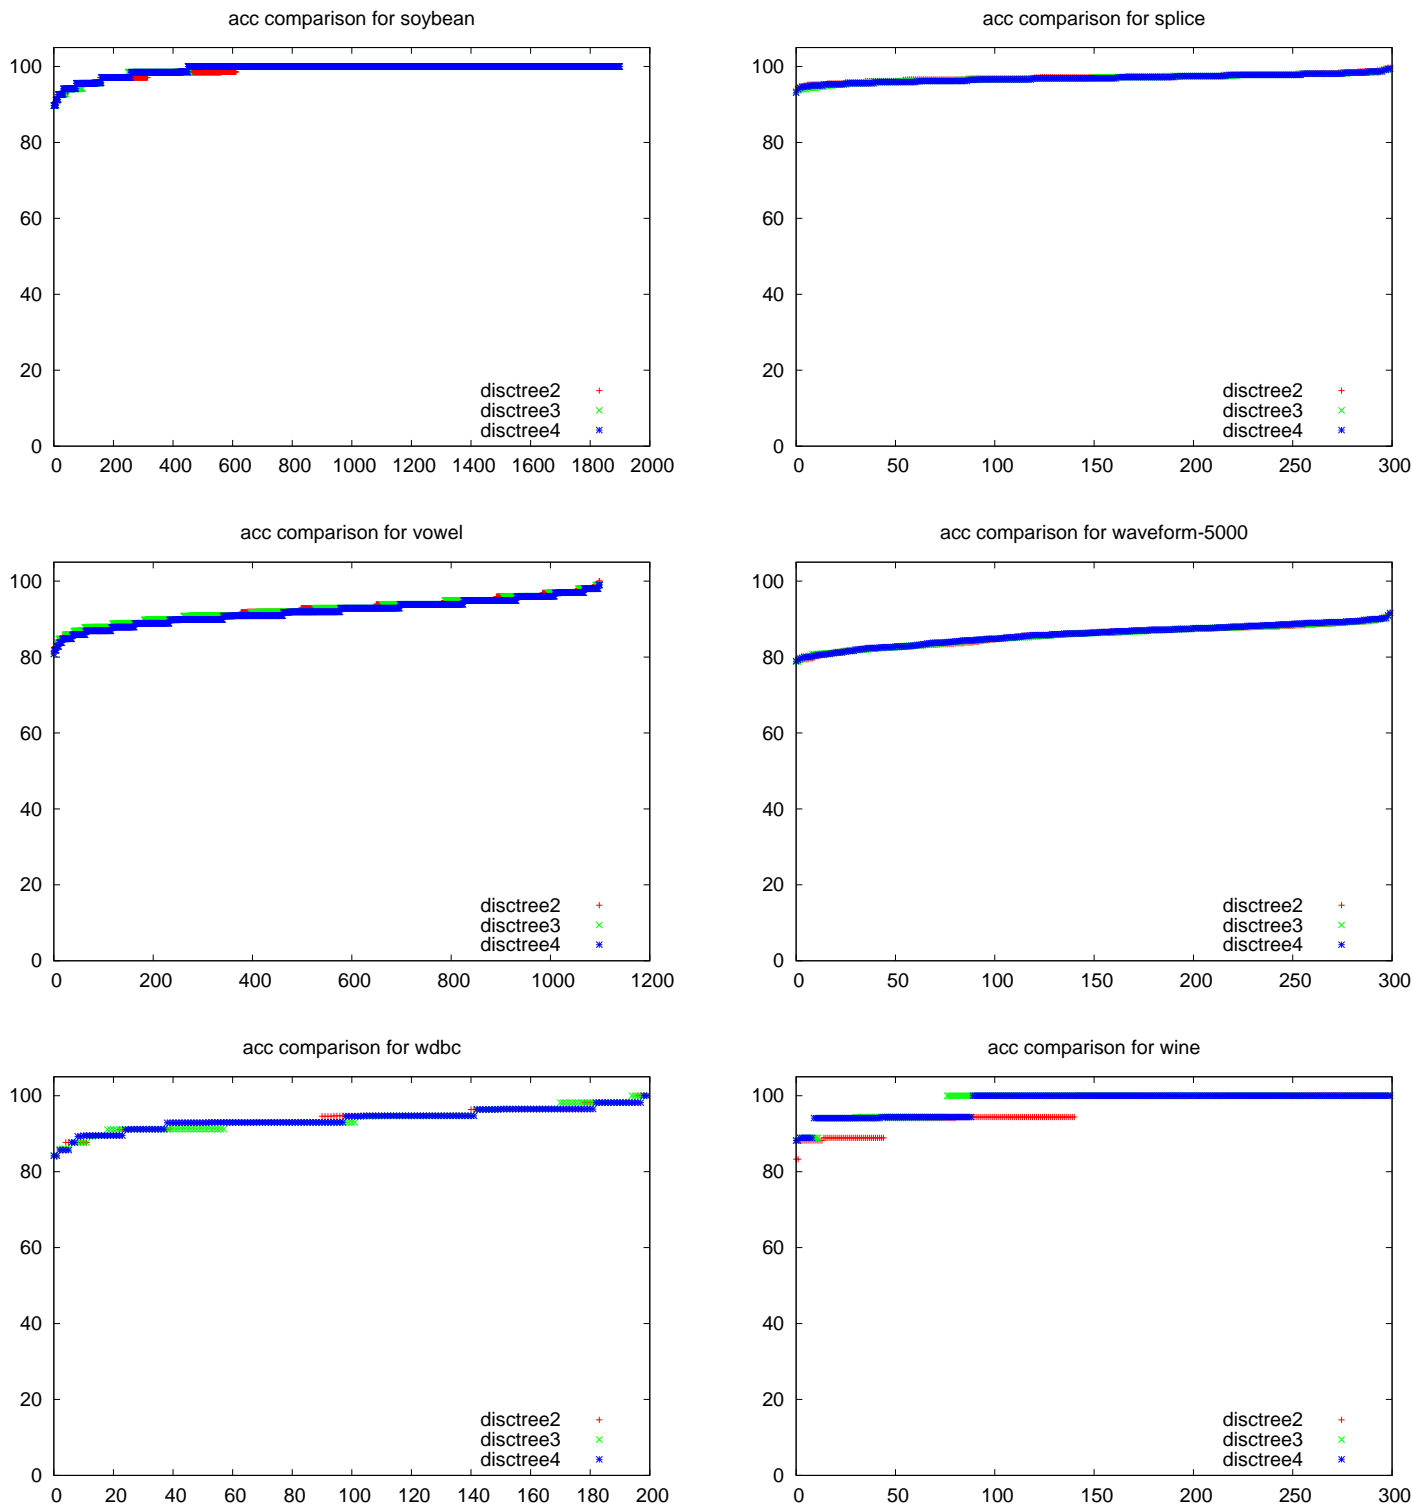 acc comparison for soybean
100
80
60
40
20
0
disctree2
disctree3
disctree4
0 200 400 600 800 1000 1200 1400 1600 1800 2000
acc comparison for splice
100
80
60
40
20
0
disctree2
disctree3
disctree4
0 50 100 150 200 250 300
acc comparison for vowel
100
80
60
40
20
0
disctree2
disctree3
disctree4
0 200 400 600 800 1000 1200
acc comparison for waveform-5000
100
80
60
40
20
0
disctree2
disctree3
disctree4
0 50 100 150 200 250 300
acc comparison for wdbc
100
80
60
40
20
0
disctree2
disctree3
disctree4
0 20 40 60 80 100 120 140 160 180 200
acc comparison for wine
100
80
60
40
20
0
disctree2
disctree3
disctree4
0 50 100 150 200 250 300